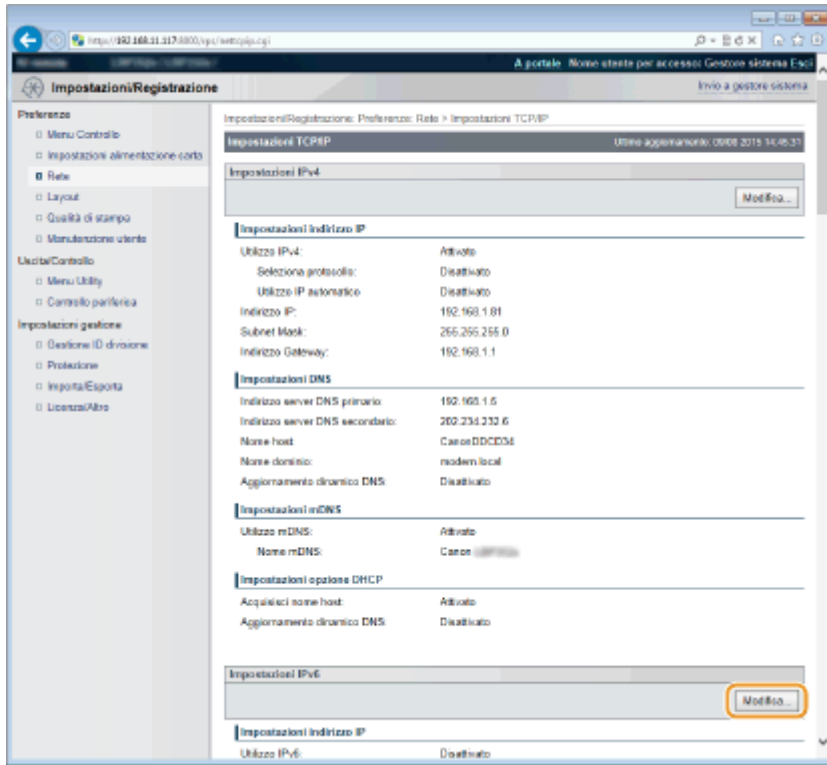 http://192.168.11.117:8000/sps/nettcpip.cgi
A portale Nome utente per accesso: Gestore sistema Esci
Impostazioni/Registrazione
Invio a gestore sistema
Preferenze
Menu Controllo
Impostazioni alimentazione carta
Rete
Layout
Qualità di stampa
Manutenzione utente
Uscita/Controllo
Menu Utility
Controllo periferica
Impostazioni gestione
Gestione ID divisione
Protezione
Importa/Esporta
Licenza/Altro
Impostazioni/Registrazione: Preferenze: Rete > Impostazioni TCP/IP
Impostazioni TCP/IP
Ultimo aggiornamento: 09/08 2015 14.45.31
Impostazioni IPv4
Modifica...
Impostazioni indirizzo IP
Utilizzo IPv4: Attivato
Seleziona protocollo: Disattivato
Utilizzo IP automatico Disattivato
Indirizzo IP: 192.168.1.81
Subnet Mask: 255.255.255.0
Indirizzo Gateway: 192.168.1.1
Impostazioni DNS
Indirizzo server DNS primario: 192.168.1.5
Indirizzo server DNS secondario: 202.234.232.6
Nome host: CanonDDCD34
Nome dominio: modem.local
Aggiornamento dinamico DNS: Disattivato
Impostazioni mDNS
Utilizzo mDNS: Attivato
Nome mDNS: Canon
Impostazioni opzione DHCP
Acquisisci nome host: Attivato
Aggiornamento dinamico DNS: Disattivato
Impostazioni IPv6
Modifica...
Impostazioni indirizzo IP
Utilizzo IPv6: Disattivato